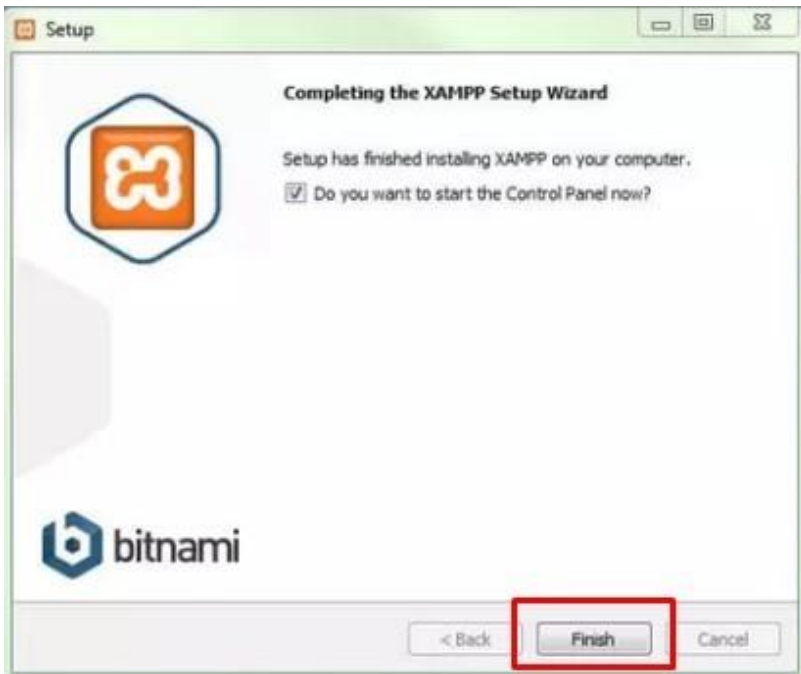 Setup
Completing the XAMPP Setup Wizard
Setup has finished installing XAMPP on your computer.
Do you want to start the Control Panel now?
bitnami
< Back Finish Cancel